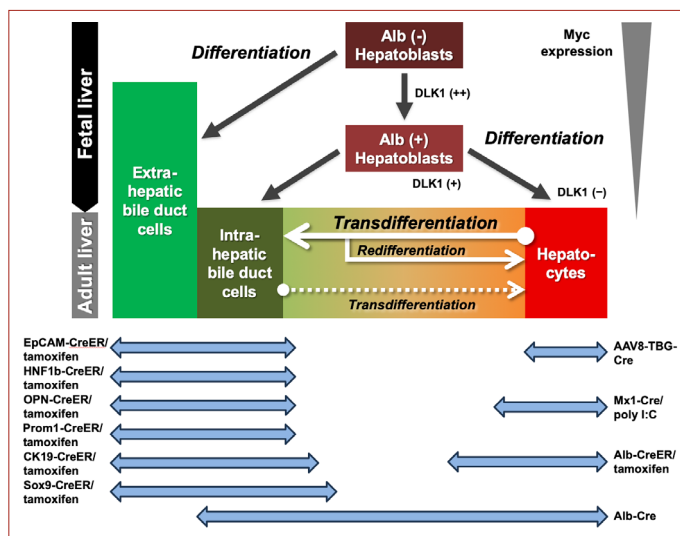 Fetal liver
Adult liver
Differentiation
Alb (-)
Hepatoblasts
Myc
expression
DLK1 (++)
Alb (+)
Hepatoblasts
Differentiation
DLK1 (+)
DLK1 (–)
Extra-
hepatic
bile duct
cells
Intra-
hepatic
bile duct
cells
Transdifferentiation
Redifferentiation
Transdifferentiation
Hepato-
cytes
EpCAM-CreER/
tamoxifen
HNF1b-CreER/
tamoxifen
OPN-CreER/
tamoxifen
Prom1-CreER/
tamoxifen
CK19-CreER/
tamoxifen
Sox9-CreER/
tamoxifen
AAV8-TBG-
Cre
Mx1-Cre/
poly I:C
Alb-CreER/
tamoxifen
Alb-Cre